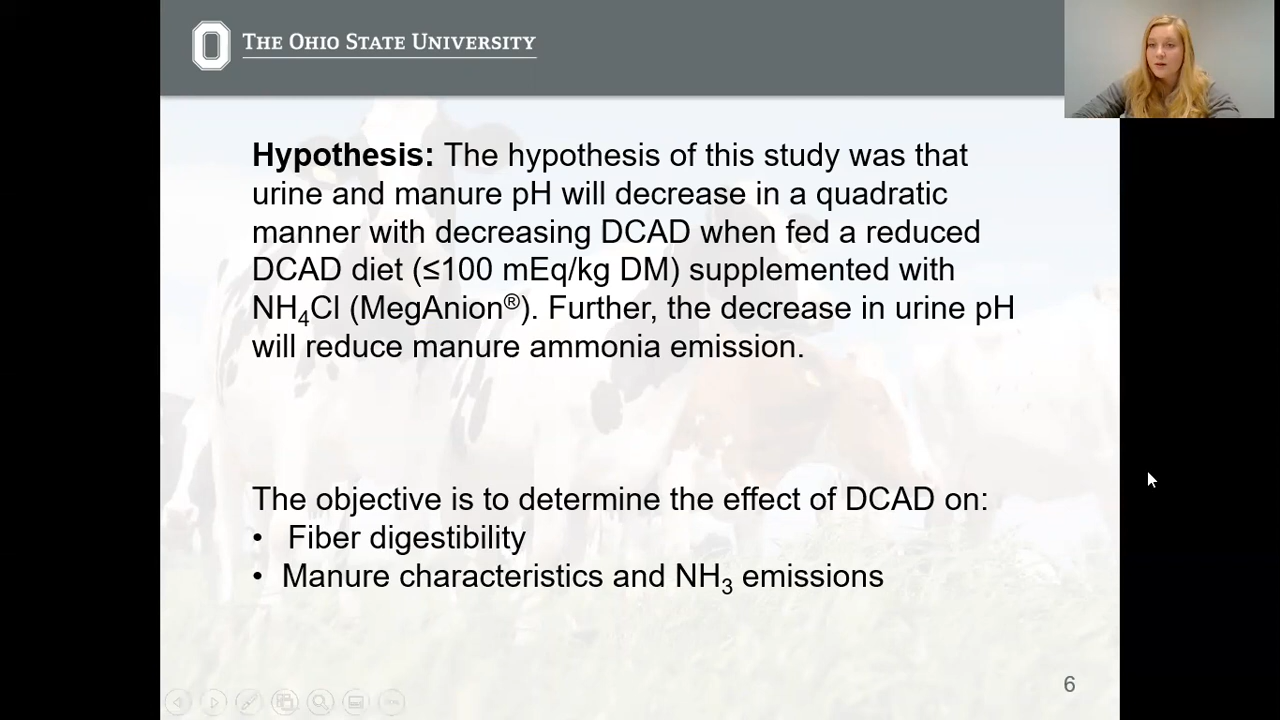 THE OHIO STATE UNIVERSITY
Hypothesis: The hypothesis of this study was that
urine and manure pH will decrease in a quadratic
manner with decreasing DCAD when fed a reduced
DCAD diet (≤100 mEq/kg DM) supplemented with
NH₄Cl (MegAnion®). Further, the decrease in urine pH
will reduce manure ammonia emission.
The objective is to determine the effect of DCAD on:
• Fiber digestibility
• Manure characteristics and NH₃ emissions
6